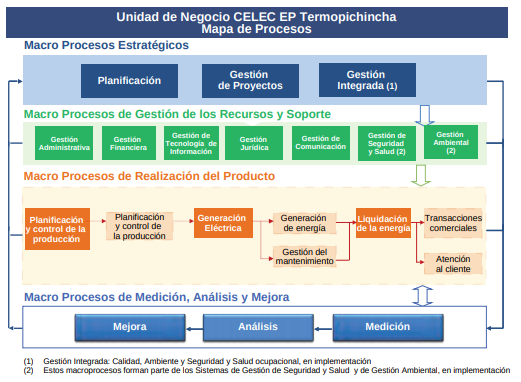 Unidad de Negocio CELEC EP Termopichincha
Mapa de Procesos
Macro Procesos Estratégicos
Planificación
Gestión
de Proyectos
Gestión
Integrada (1)
Macro Procesos de Gestión de los Recursos y Soporte
Gestión
Administrativa
Gestión
Financiera
Gestión de
Tecnología de
Información
Gestión
Jurídica
Gestión de
Comunicación
Gestión de
Seguridad
y Salud (2)
Gestión
Ambiental
(2)
Macro Procesos de Realización del Producto
Planificación
y control de la
producción
Planificación
y control de
la producción
Generación
Eléctrica
Generación
de energía
Gestión del
mantenimiento
Liquidación
de la energía
Transacciones
comerciales
Atención
al cliente
Macro Procesos de Medición, Análisis y Mejora
Mejora
Análisis
Medición
(1) Gestión Integrada: Calidad, Ambiente y Seguridad y Salud ocupacional, en implementación
(2) Estos macroprocesos forman parte de los Sistemas de Gestión de Seguridad y Salud y de Gestión Ambiental, en implementación